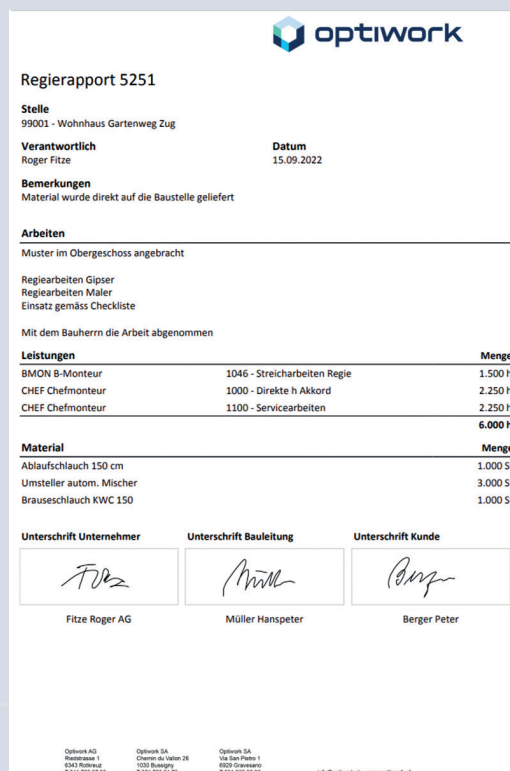 optiwork
Regierapport 5251
Stelle
99001 - Wohnhaus Gartenweg Zug
Verantwortlich Datum
Roger Fitze 15.09.2022
Bemerkungen
Material wurde direkt auf die Baustelle geliefert
Arbeiten
Muster im Obergeschoss angebracht
Regiearbeiten Gipser
Regiearbeiten Maler
Einsatz gemäss Checkliste
Mit dem Bauherrn die Arbeit abgenommen
Leistungen Menge
BMON B-Monteur 1046 - Streicharbeiten Regie 1.500 h
CHEF Chefmonteur 1000 - Direkte h Akkord 2.250 h
CHEF Chefmonteur 1100 - Servicearbeiten 2.250 h
6.000 h
Material Menge
Ablaufschlauch 150 cm 1.000 S
Umsteller autom. Mischer 3.000 S
Brauseschlauch KWC 150 1.000 S
Unterschrift Unternehmer Unterschrift Bauleitung Unterschrift Kunde
Fitze Roger AG Müller Hanspeter Berger Peter
Optiwork AG Optiwork SA Optiwork SA
Riedstrasse 1 Chemin du Vallon 26 Via San Pietro 1
6343 Rotkreuz 1030 Bussigny 6929 Gravesano